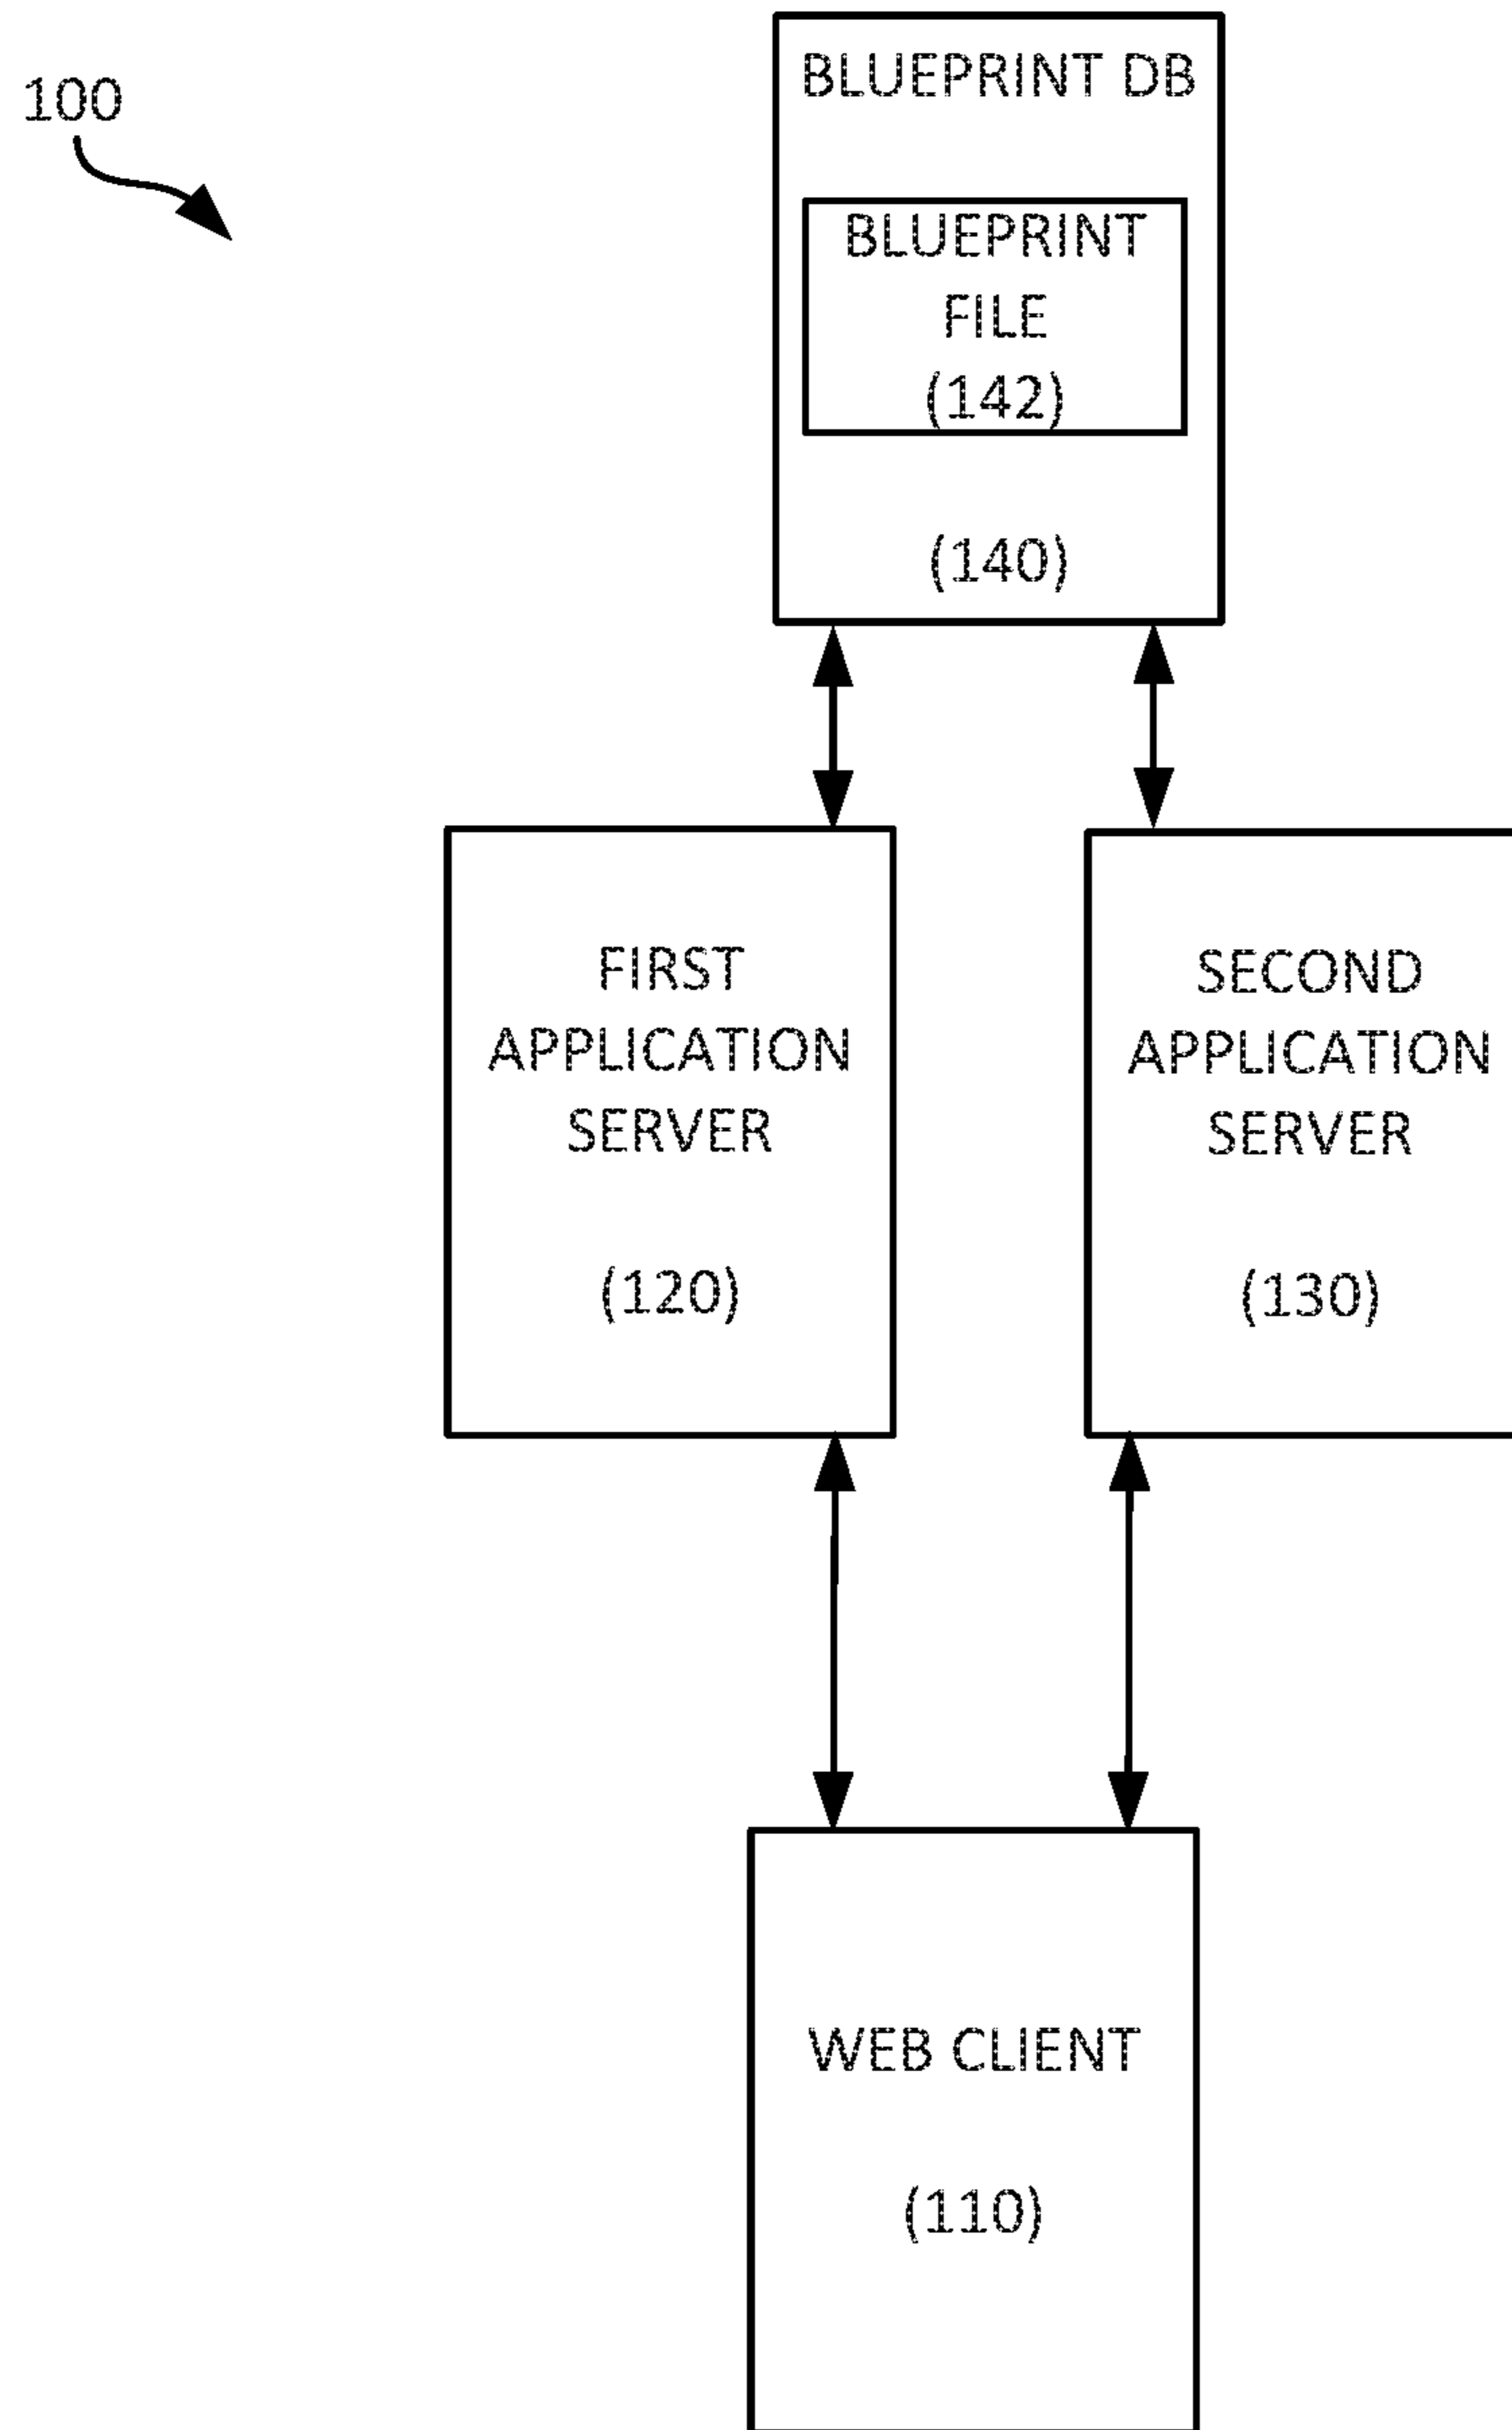 100
BLUEPRINT DB
BLUEPRINT
FILE
(142)
(140)
FIRST
APPLICATION
SERVER
(120)
SECOND
APPLICATION
SERVER
(130)
WEB CLIENT
(110)